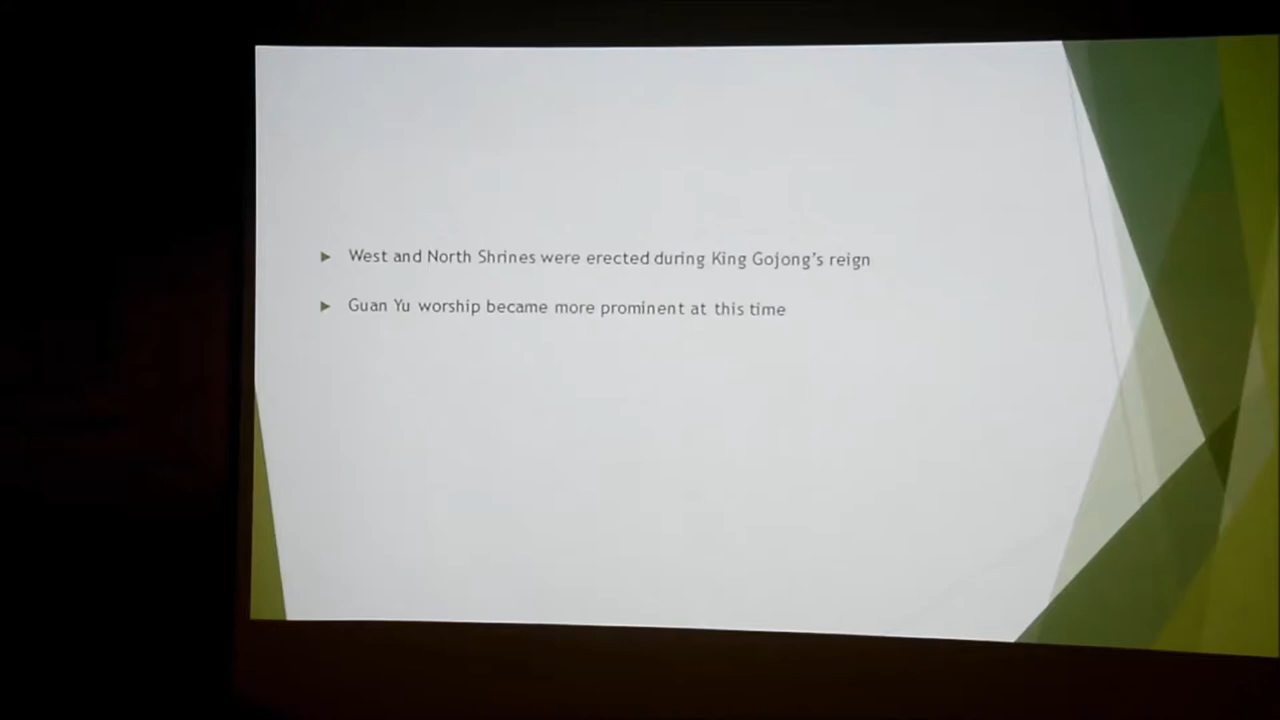 West and North Shrines were erected during King Gojong's reign
Guan Yu worship became more prominent at this time